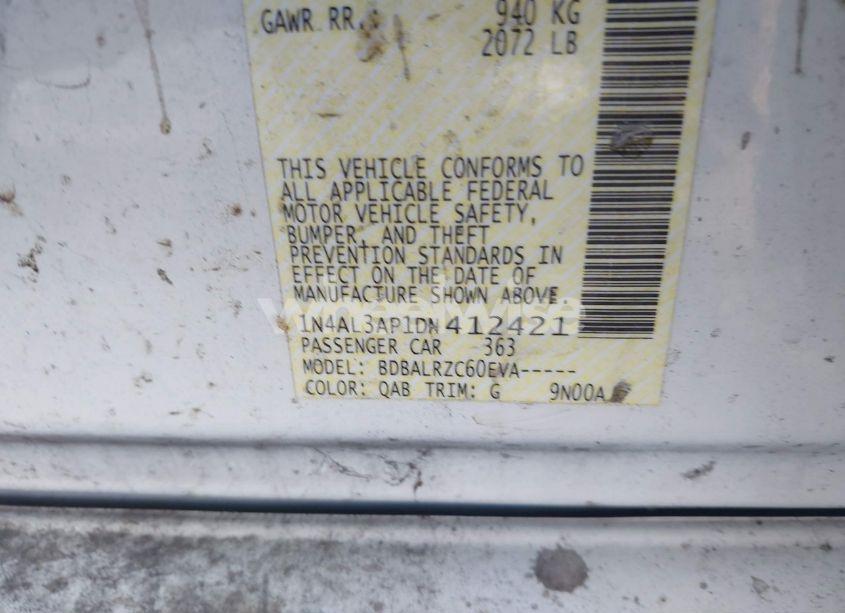 GAWR RR.: 940 KG
2072 LB
THIS VEHICLE CONFORMS TO
ALL APPLICABLE FEDERAL
MOTOR VEHICLE SAFETY,
BUMPER, AND THEFT
PREVENTION STANDARDS IN
EFFECT ON THE DATE OF
MANUFACTURE SHOWN ABOVE
1N4AL3AP1DN412421
PASSENGER CAR 363
MODEL: BDBALRZC60EVA-----
COLOR: QAB TRIM: G 9N00A